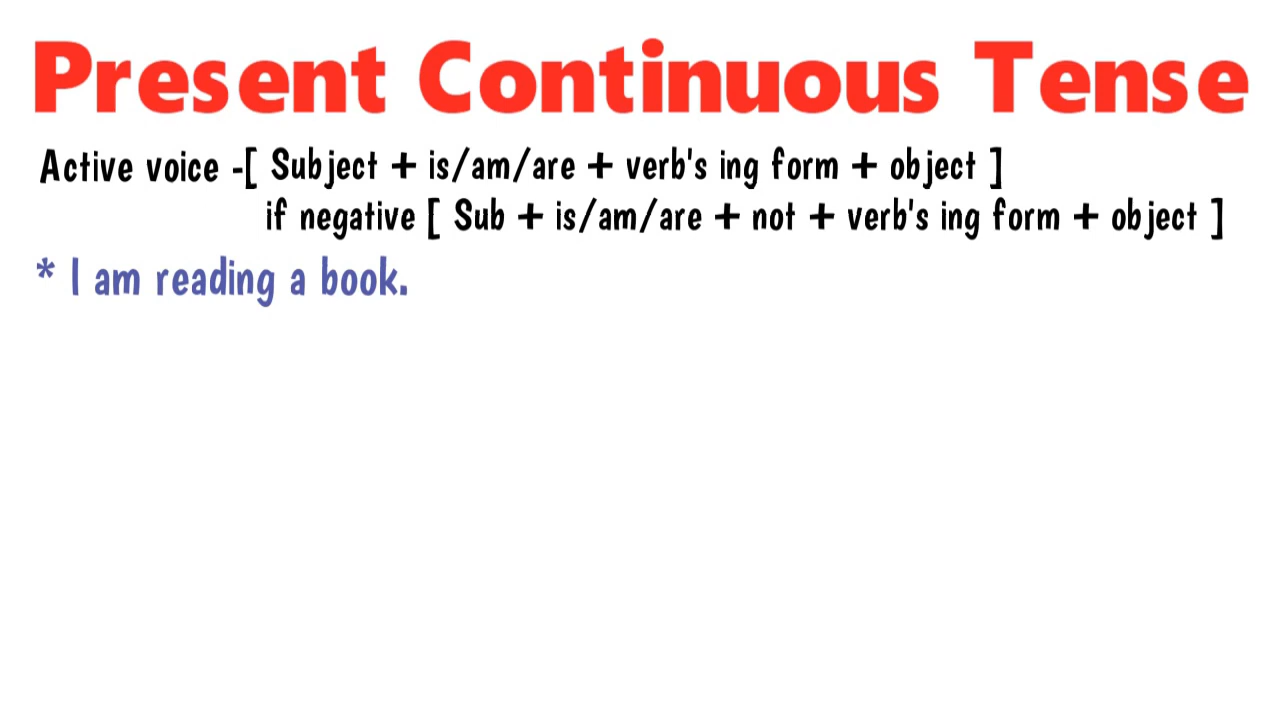 Present Continuous Tense
Active voice -[ Subject + is/am/are + verb's ing form + object ]
if negative [ Sub + is/am/are + not + verb's ing form + object ]
* I am reading a book.